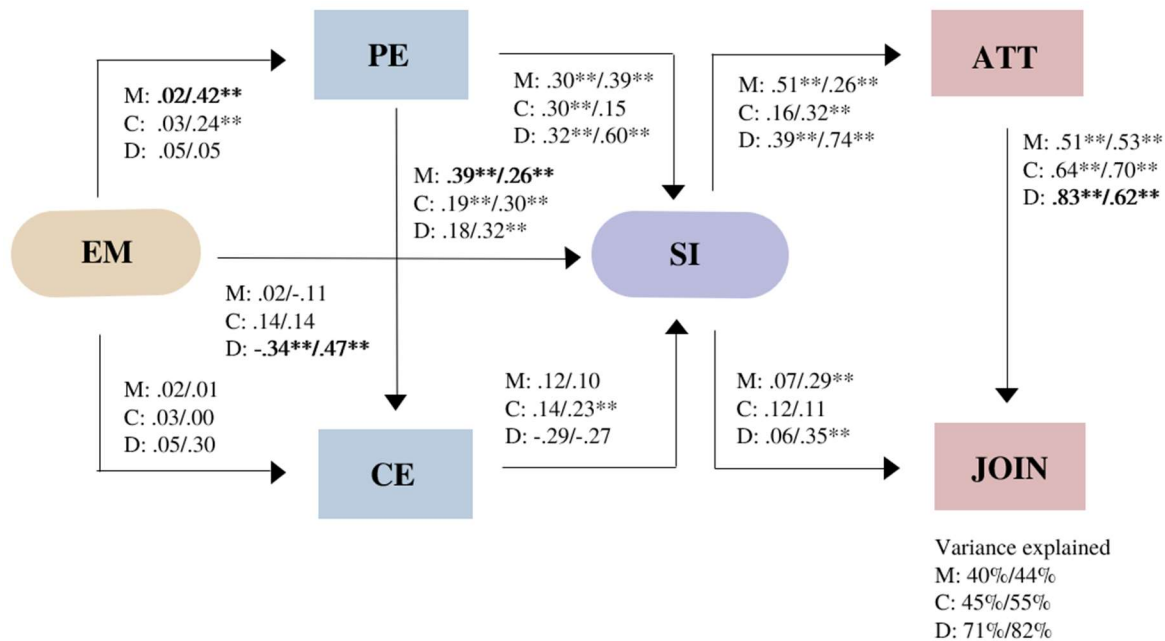 PE
ATT
M: .30**/.39**
C: .30**/.15
D: .32**/.60**
M: .51**/.26**
C: .16/.32**
D: .39**/.74**
M: .02/.42**
C: .03/.24**
D: .05/.05
M: .51**/.53**
C: .64**/.70**
D: .83**/.62**
M: .39**/.26**
C: .19**/.30**
D: .18/.32**
EM
SI
M: .02/-.11
C: .14/.14
D: -.34**/.47**
M: .02/.01
C: .03/.00
D: .05/.30
M: .12/.10
C: .14/.23**
D: -.29/-.27
M: .07/.29**
C: .12/.11
D: .06/.35**
CE
JOIN
Variance explained
M: 40%/44%
C: 45%/55%
D: 71%/82%